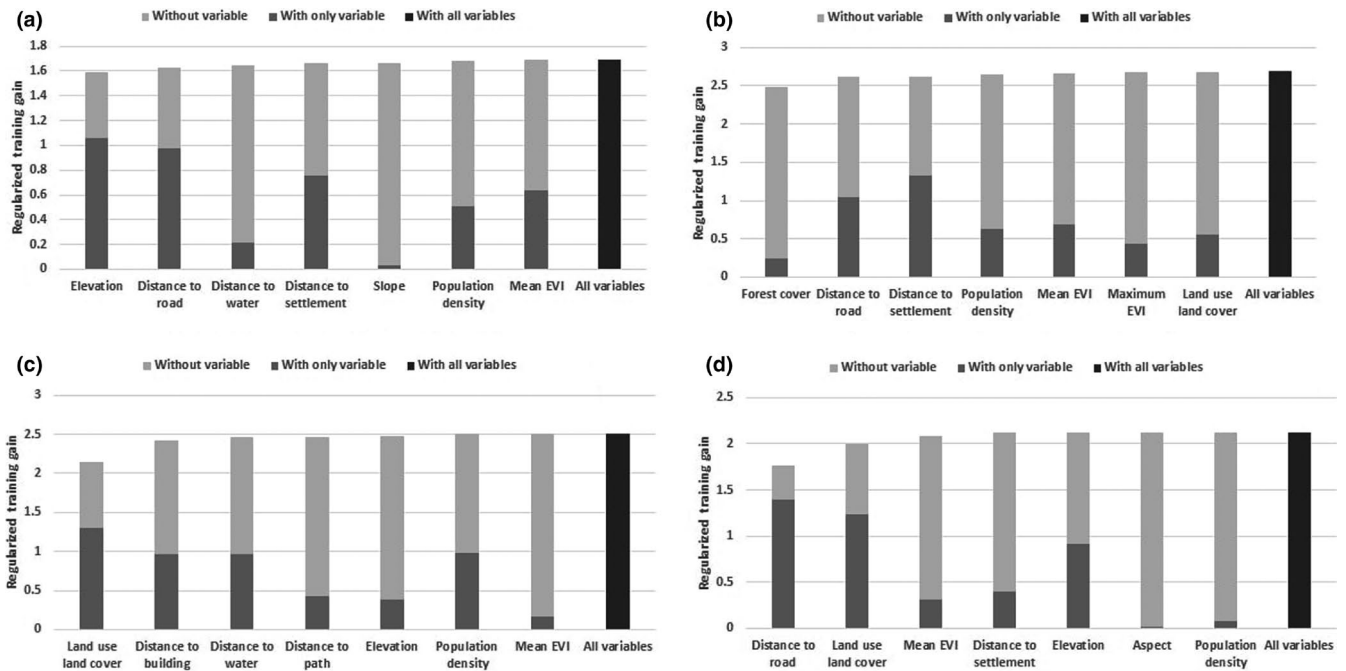 (a)
Without variable With only variable With all variables
Regularized training gain
1.8
1.6
1.4
1.2
1
0.8
0.6
0.4
0.2
0
Elevation Distance to road Distance to water Distance to settlement Slope Population density Mean EVI All variables
(b)
Without variable With only variable With all variables
Regularized training gain
3
2.5
2
1.5
1
0.5
0
Forest cover Distance to road Distance to settlement Population density Mean EVI Maximum EVI Land use land cover All variables
(c)
Without variable With only variable With all variables
Regularized training gain
3
2.5
2
1.5
1
0.5
0
Land use land cover Distance to building Distance to water Distance to path Elevation Population density Mean EVI All variables
(d)
Without variable With only variable With all variables
Regularized training gain
2.5
2
1.5
1
0.5
0
Distance to road Land use land cover Mean EVI Distance to settlement Elevation Aspect Population density All variables